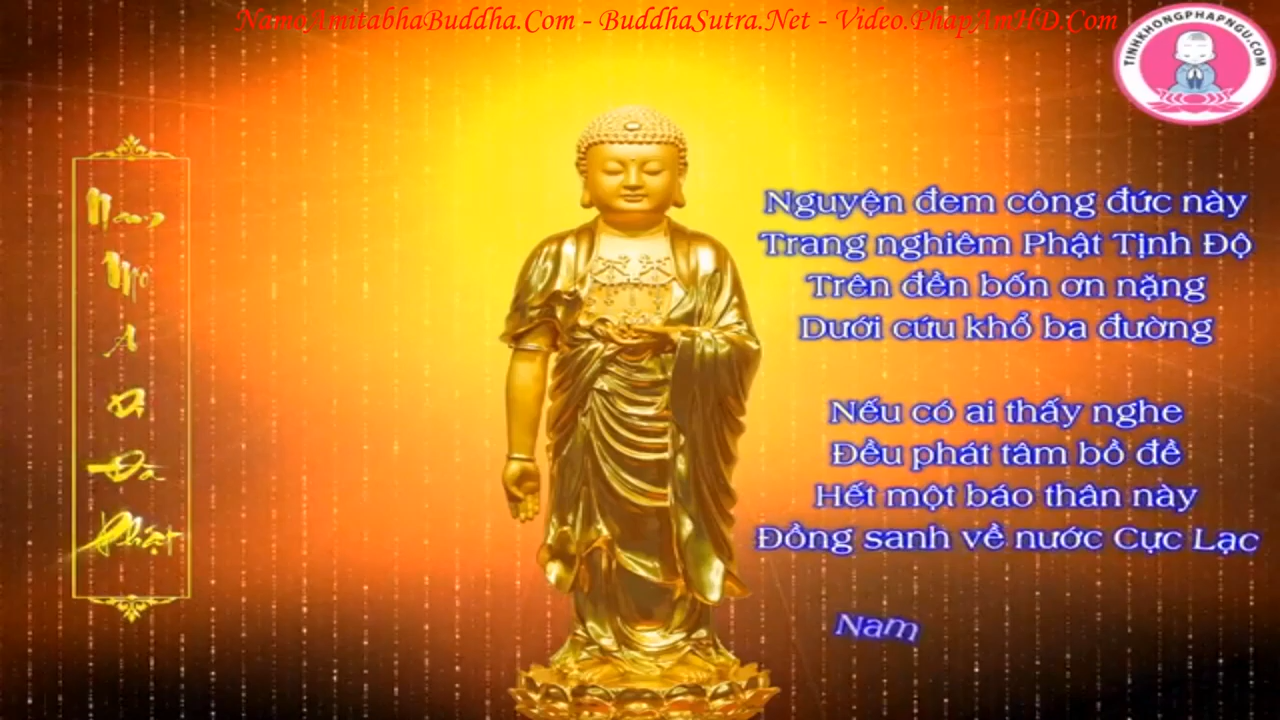 NamoAmitabhaBuddha.Com - BuddhaSutra.Net - Video.PhapAmHD.Com
TINHKHONGPHAPNGU.COM
Nam
Mô
A
Di
Đà
Phật
Nguyện đem công đức này
Trang nghiêm Phật Tịnh Độ
Trên đền bốn ơn nặng
Dưới cứu khổ ba đường
Nếu có ai thấy nghe
Đều phát tâm bồ đề
Hết một báo thân này
Đồng sanh về nước Cực Lạc
Nam